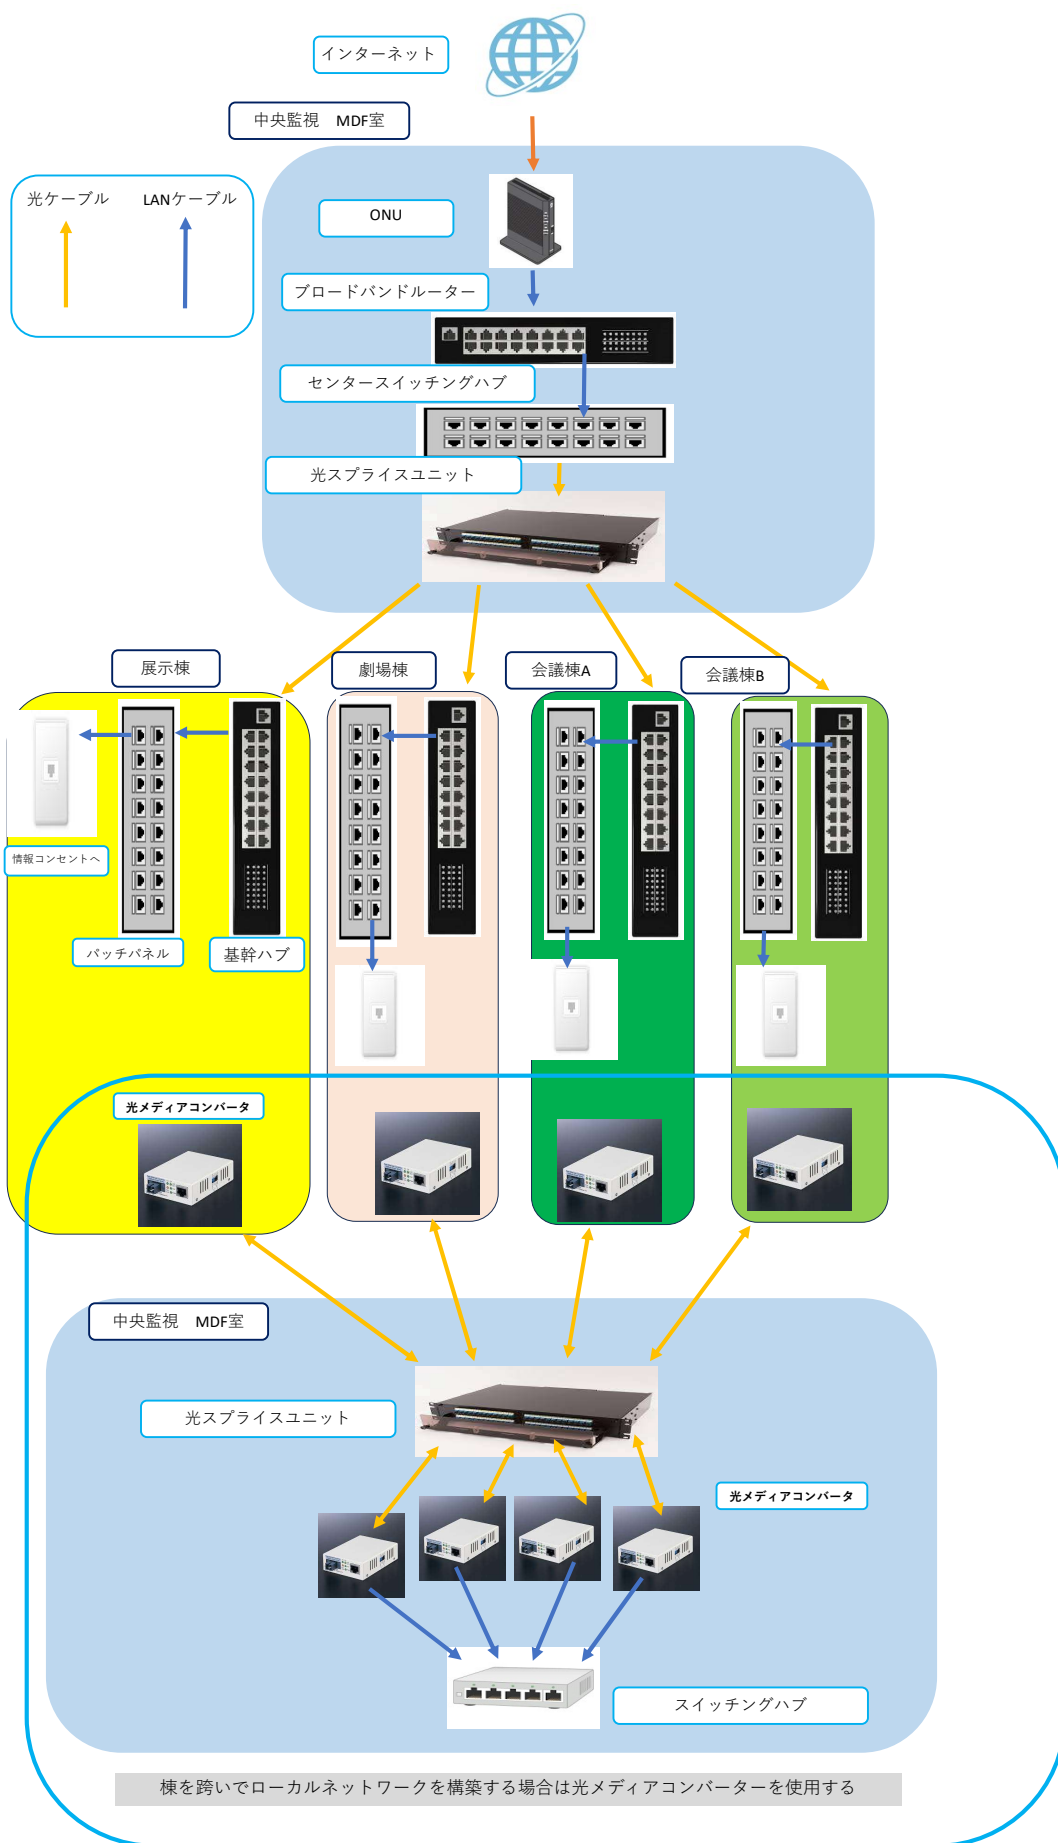 インターネット
中央監視　MDF室
光ケーブル
LANケーブル
ONU
ブロードバンドルーター
センタースイッチングハブ
光スプライスユニット
展示棟
劇場棟
会議棟A
会議棟B
情報コンセントへ
パッチパネル
基幹ハブ
光メディアコンバータ
中央監視　MDF室
光スプライスユニット
光メディアコンバータ
スイッチングハブ
棟を跨いでローカルネットワークを構築する場合は光メディアコンバーターを使用する